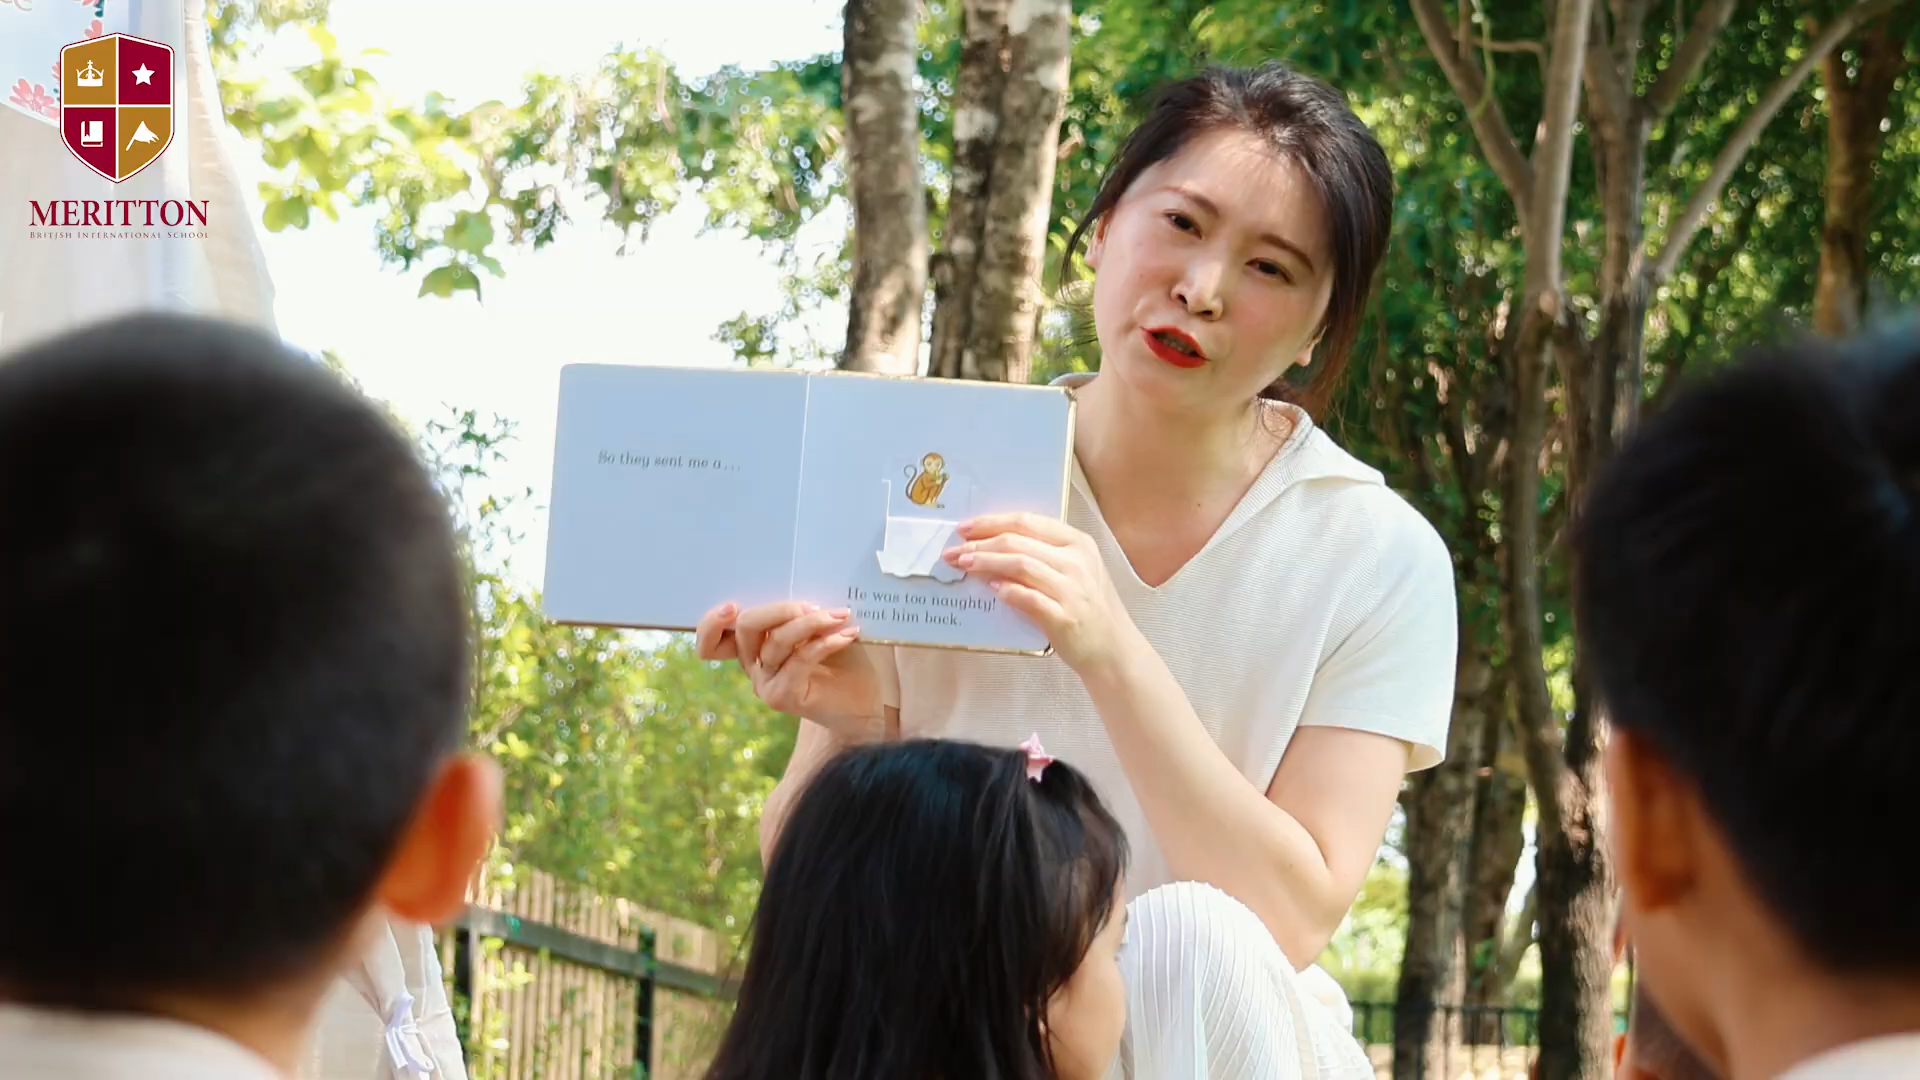 MERITTON
BRITISH INTERNATIONAL SCHOOL
So they sent me a...
He was too naughty!
I sent him back.